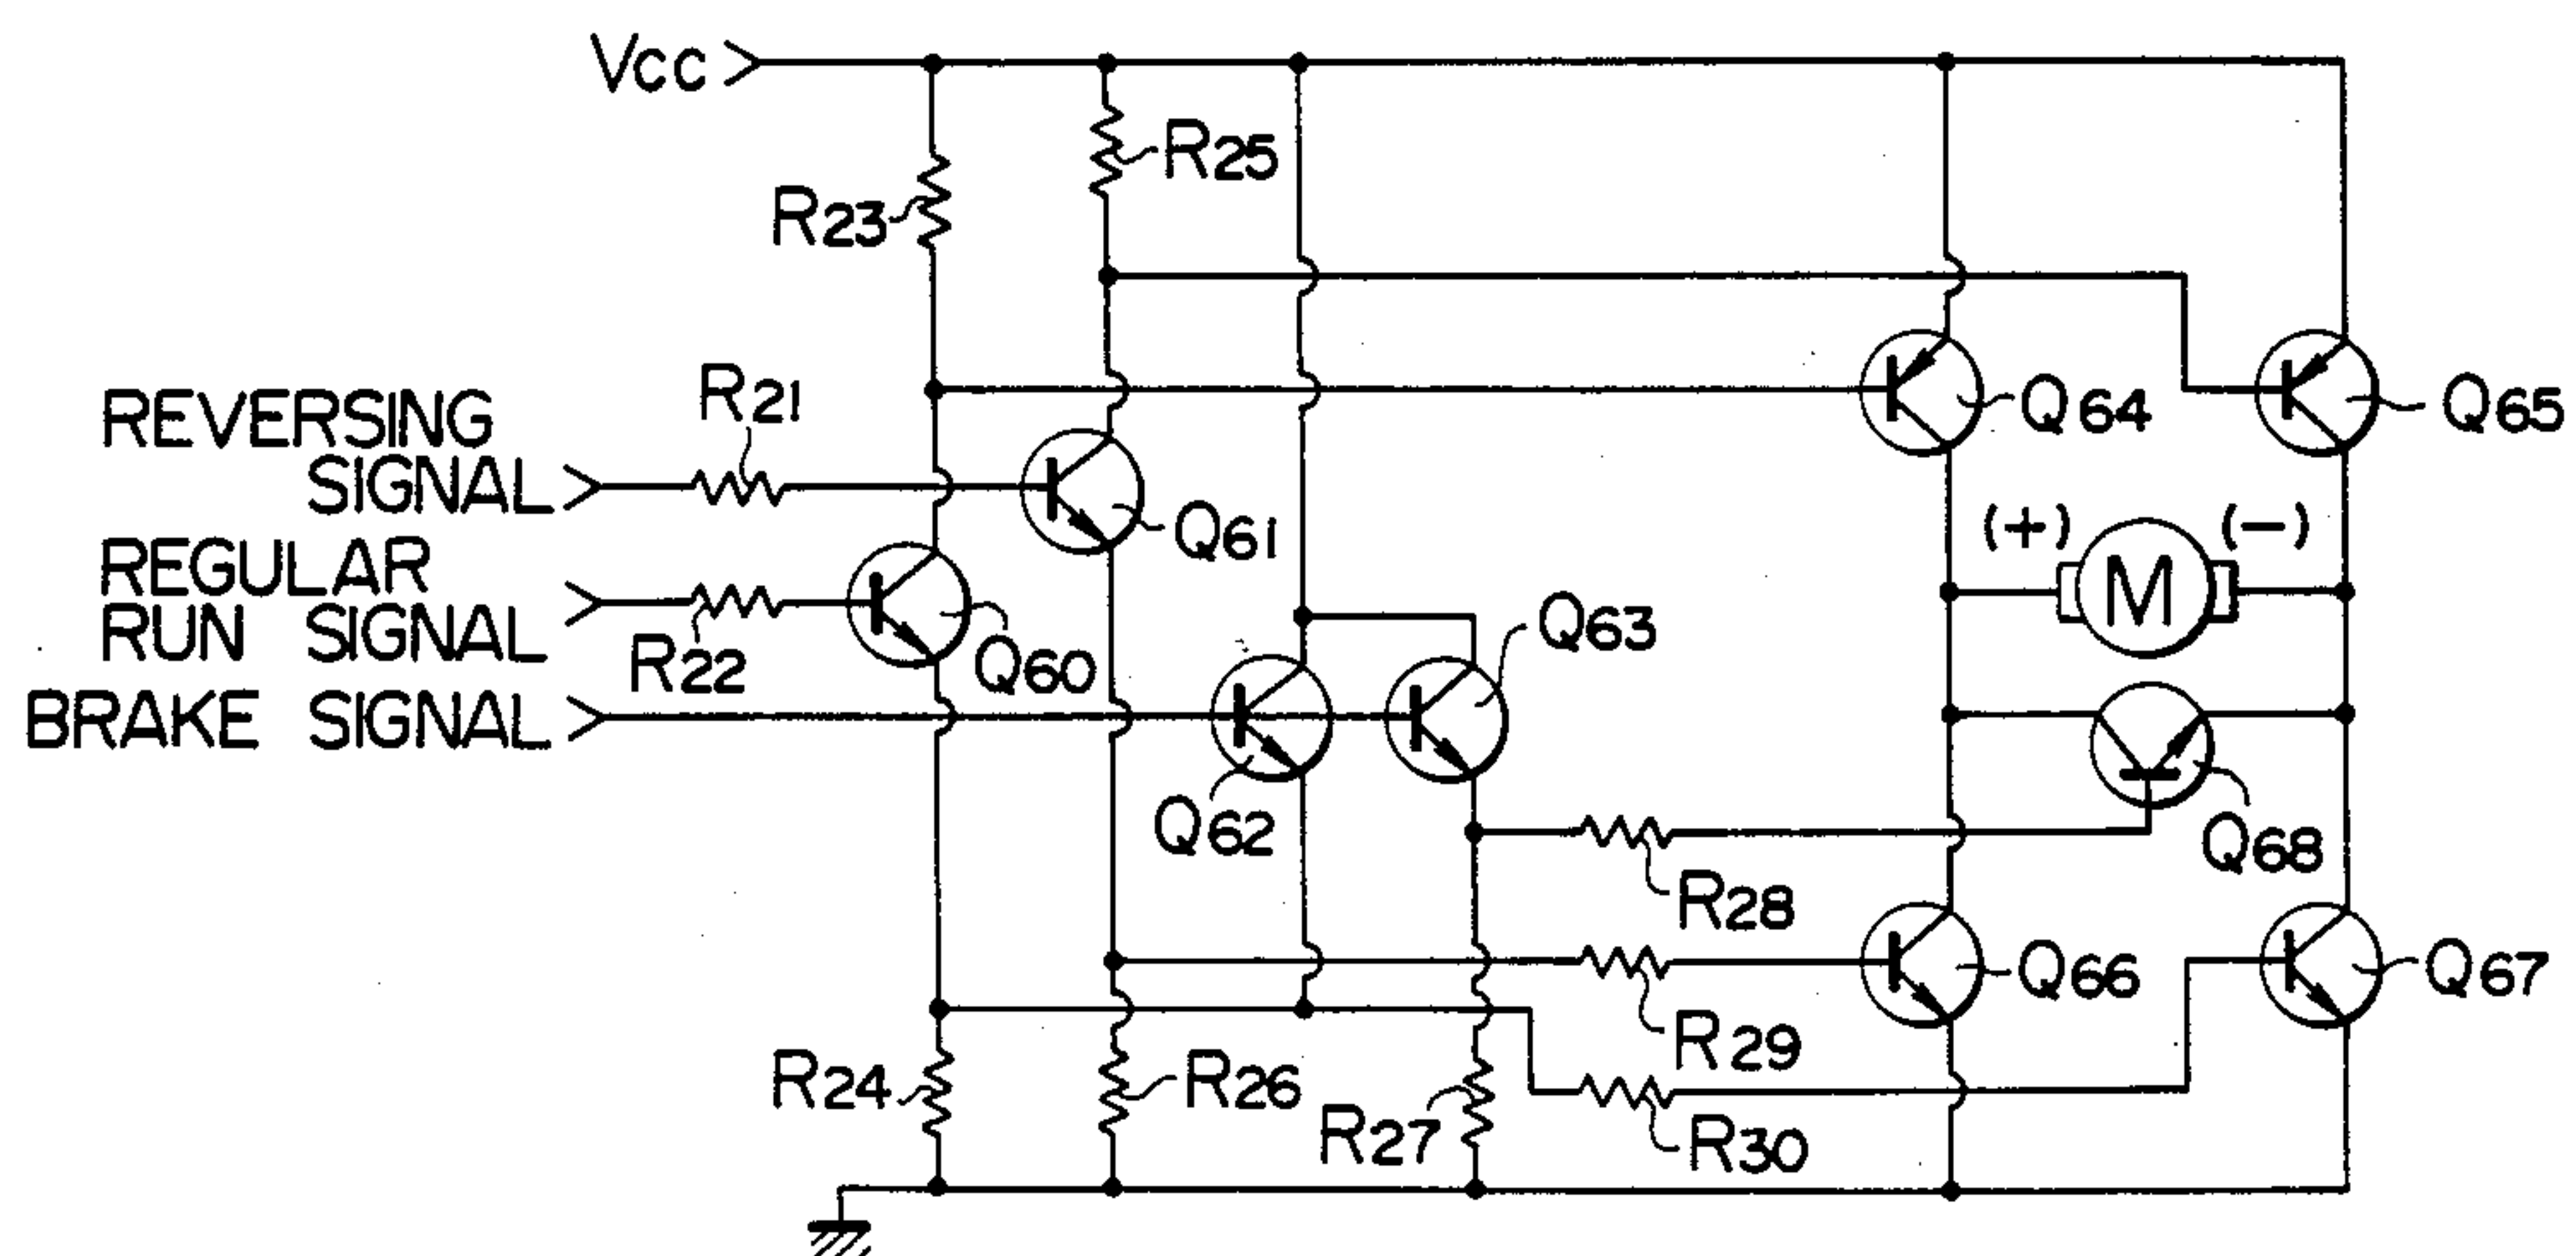 Vcc
R25
R23
REVERSING
SIGNAL
R21
Q61
Q64
Q65
REGULAR
RUN SIGNAL
R22
Q60
Q63
(+)
M
(-)
BRAKE SIGNAL
Q62
Q68
R28
Q66
Q67
R29
R24
R26
R27
R30